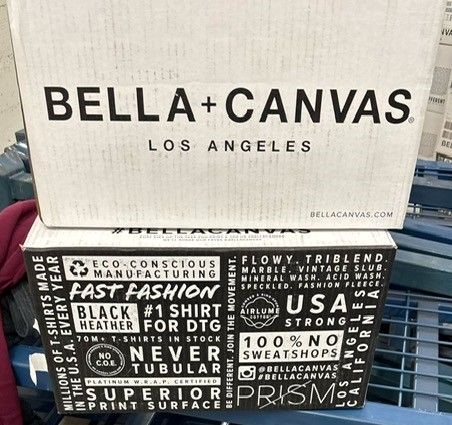 BELLA+CANVAS®
LOS ANGELES
BELLACANVAS.COM
#BELLACANVAS
ECO-CONSCIOUS
MANUFACTURING
FAST FASHION
BLACK
HEATHER
#1 SHIRT
FOR DTG
70M+ T-SHIRTS IN STOCK
NO
C.O.E.
NEVER
TUBULAR
PLATINUM W.R.A.P. CERTIFIED
SUPERIOR
PRINT SURFACE
MILLIONS OF T-SHIRTS MADE
IN THE U.S.A. EVERY YEAR
BE DIFFERENT. JOIN THE MOVEMENT.
FLOWY. TRIBLEND.
MARBLE. VINTAGE SLUB.
MINERAL WASH. ACID WASH.
SPECKLED. FASHION FLEECE.
AIRLUME
COTTON
USA
STRONG
100% NO
SWEATSHOPS
@BELLACANVAS
#BELLACANVAS
PRISM
LOS ANGELES
CALIFORNIA